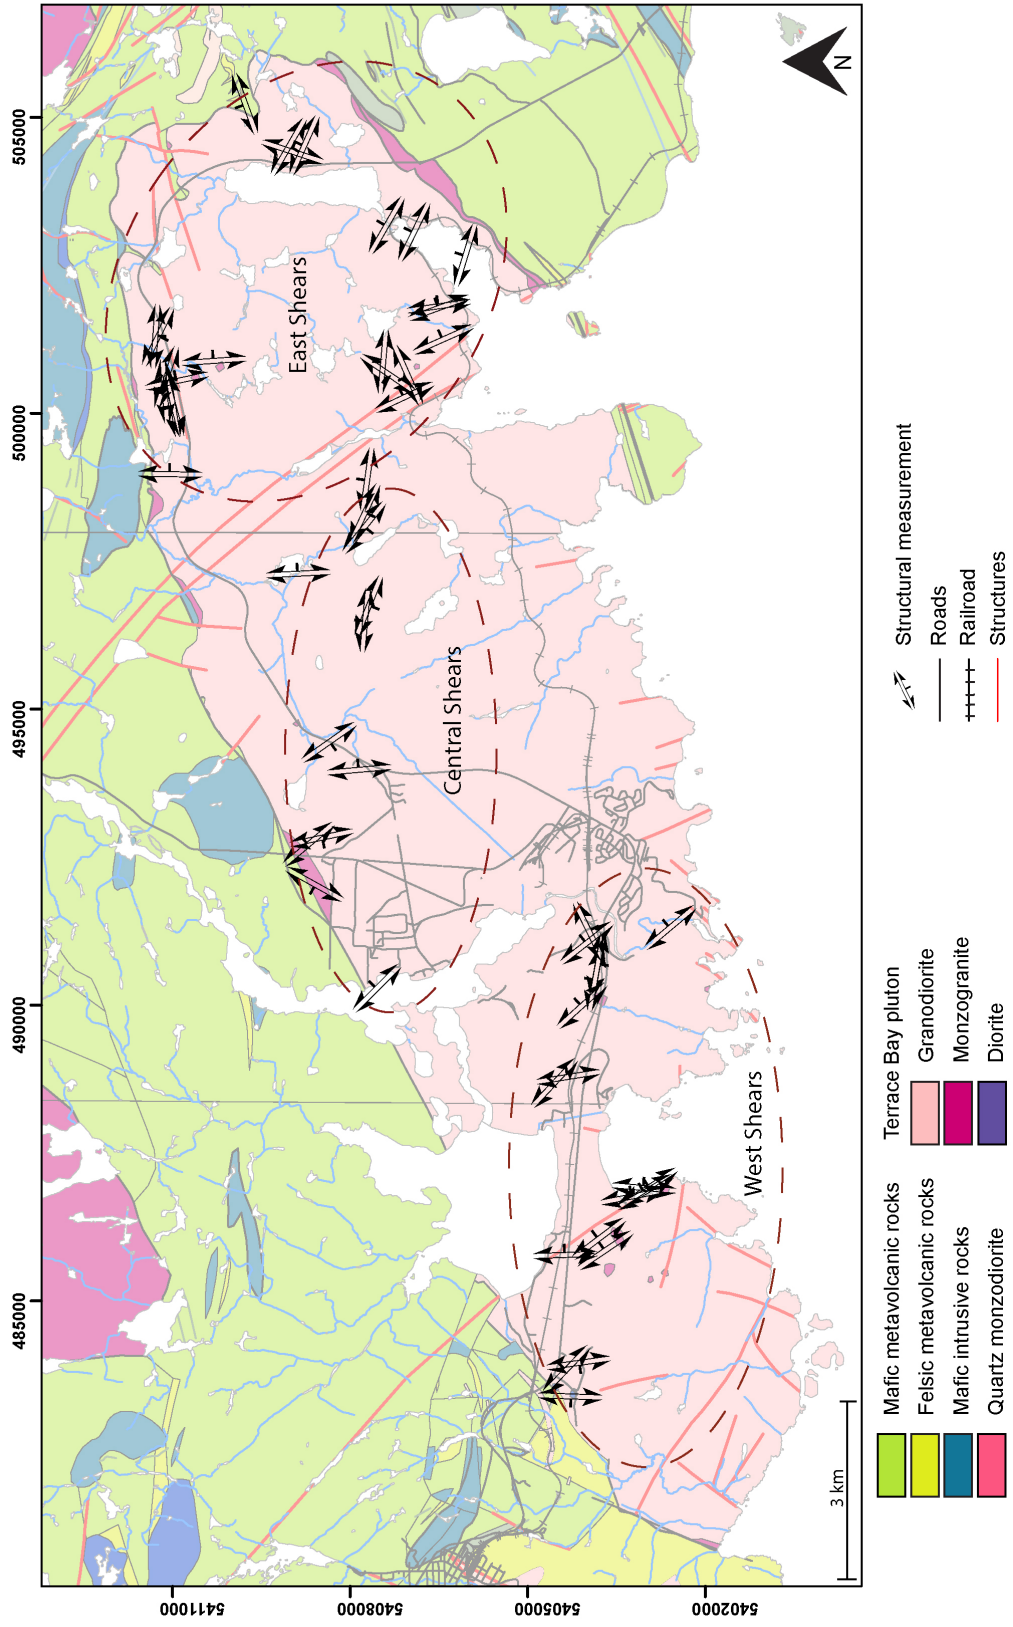 485000
490000
495000
500000
505000
5411000
5408000
5405000
5402000
East Shears
Central Shears
West Shears
N
3 km
Mafic metavolcanic rocks
Felsic metavolcanic rocks
Mafic intrusive rocks
Quartz monzodiorite
Terrace Bay pluton
Granodiorite
Monzogranite
Diorite
Structural measurement
Roads
Railroad
Structures